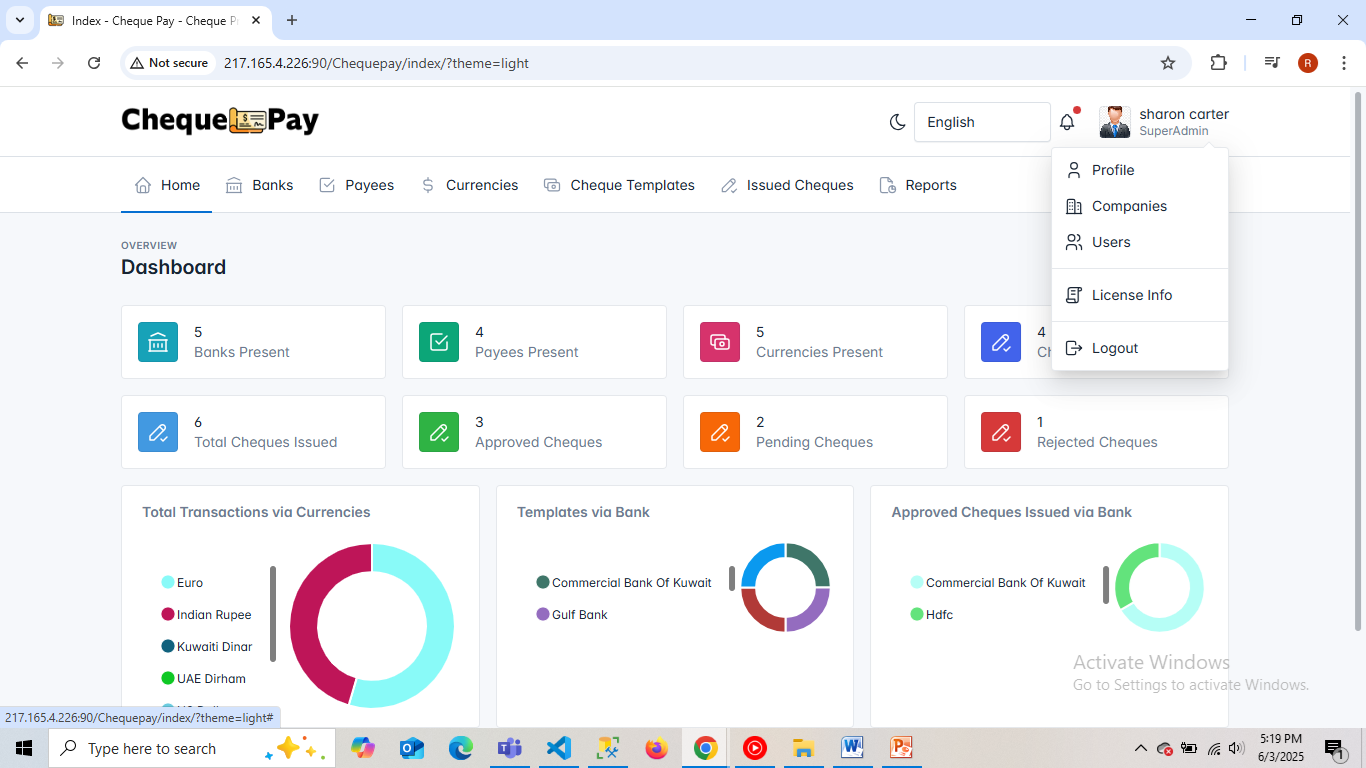 Index - Cheque Pay - Cheque P
Not secure
217.165.4.226:90/Chequepay/index/?theme=light
R
Cheque Pay
English
sharon carter
SuperAdmin
Home
Banks
Payees
Currencies
Cheque Templates
Issued Cheques
Reports
Profile
Companies
Users
License Info
Logout
OVERVIEW
Dashboard
5
Banks Present
4
Payees Present
5
Currencies Present
4
6
Total Cheques Issued
3
Approved Cheques
2
Pending Cheques
1
Rejected Cheques
Total Transactions via Currencies
Euro
Indian Rupee
Kuwaiti Dinar
UAE Dirham
Templates via Bank
Commercial Bank Of Kuwait
Gulf Bank
Approved Cheques Issued via Bank
Commercial Bank Of Kuwait
Hdfc
Activate Windows
Go to Settings to activate Windows.
217.165.4.226:90/Chequepay/index/?theme=light#
Type here to search
5:19 PM
6/3/2025
1